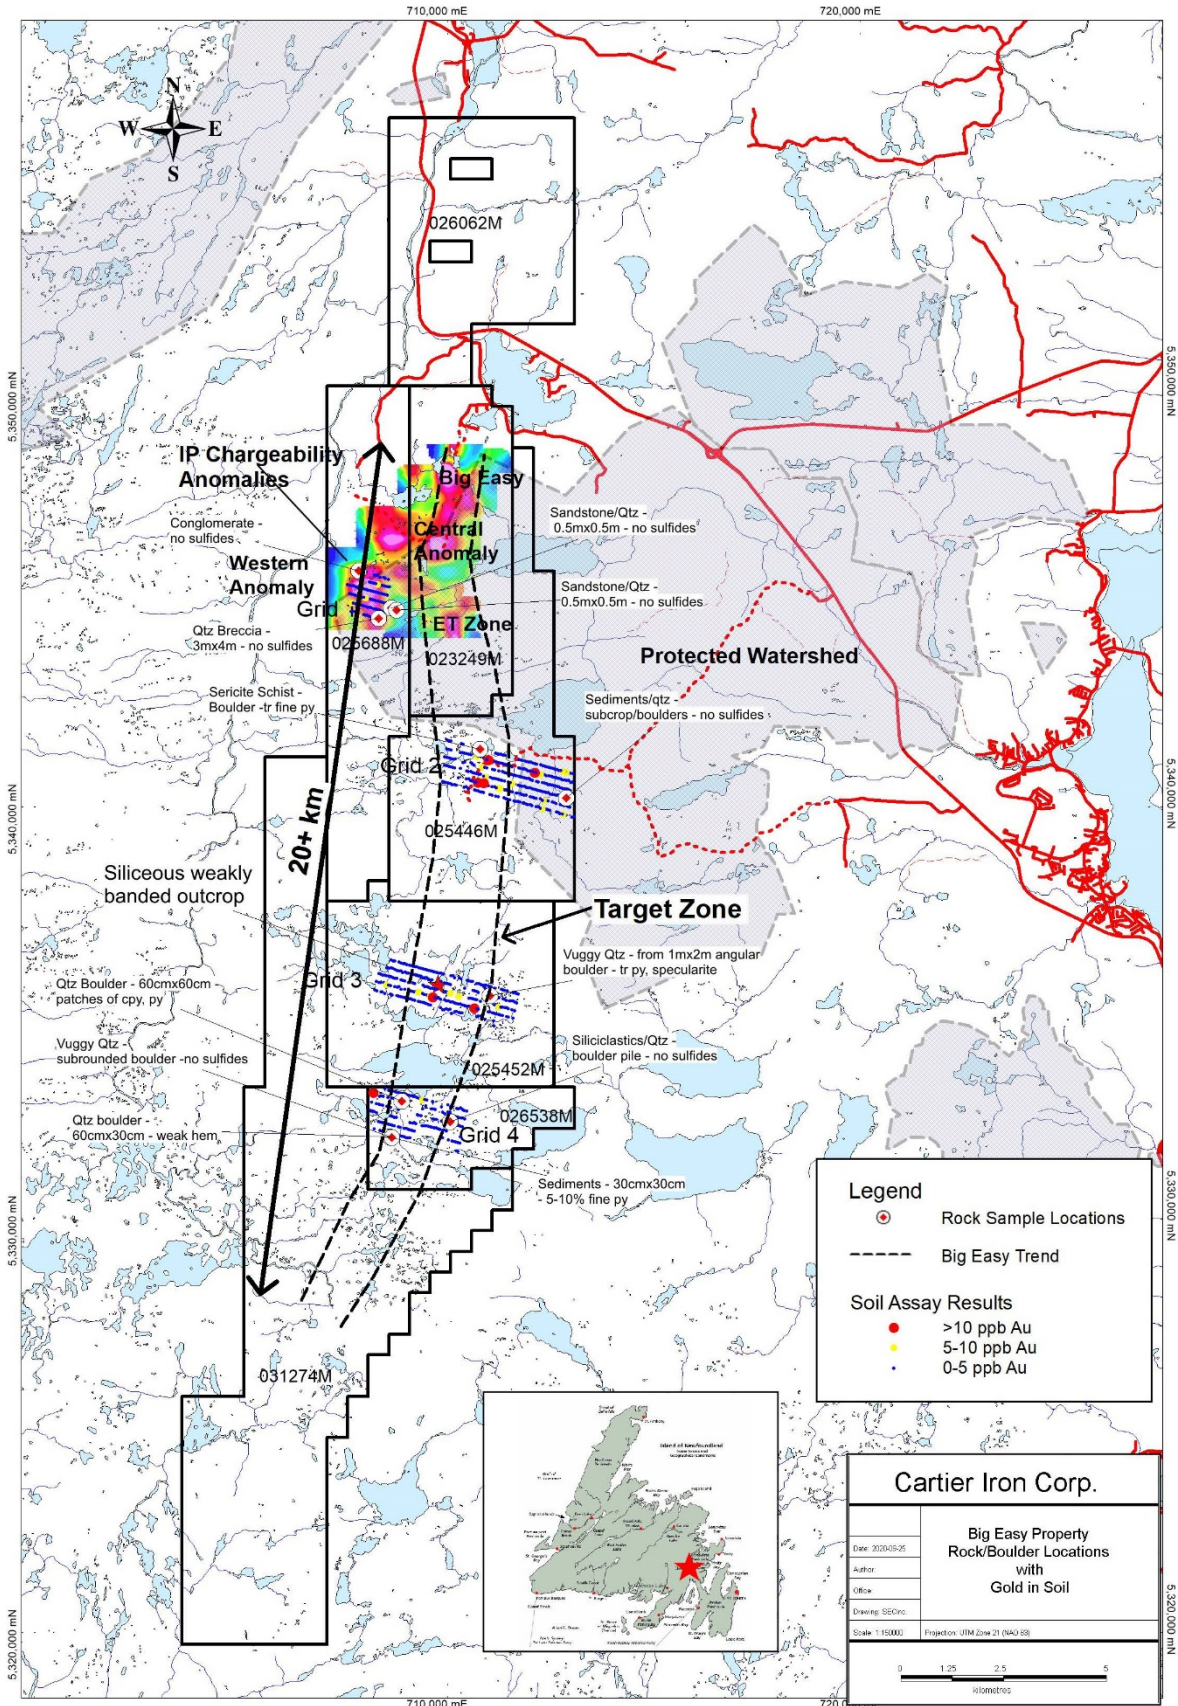 710,000 mE
720,000 mE
N
W
E
S
026062M
5,350,000 mN
5,350,000 mN
IP Chargeability
Anomalies
Big Easy
Conglomerate -
no sulfides
Central
Anomaly
Sandstone/Qtz -
0.5mx0.5m - no sulfides
Western
Anomaly
Grid
Sandstone/Qtz -
0.5mx0.5m - no sulfides
Qtz Breccia -
3mx4m - no sulfides
ET Zone
025688M
023249M
Protected Watershed
Sericite Schist -
Boulder -tr fine py
Sediments/qtz -
subcrop/boulders - no sulfides
Grid 2
5,340,000 mN
5,340,000 mN
20+ km
025446M
Siliceous weakly
banded outcrop
Target Zone
Vuggy Qtz - from 1mx2m angular
boulder - tr py, specularite
Grid 3
Qtz Boulder - 60cmx60cm -
patches of cpy, py
Vuggy Qtz -
subrounded boulder -no sulfides
Siliciclastics/Qtz -
boulder pile - no sulfides
025452M
026538M
Qtz boulder -
60cmx30cm - weak hem
Grid 4
Sediments - 30cmx30cm
- 5-10% fine py
5,330,000 mN
5,330,000 mN
Legend
Rock Sample Locations
Big Easy Trend
Soil Assay Results
>10 ppb Au
5-10 ppb Au
0-5 ppb Au
031274M
Island of Newfoundland
Cartier Iron Corp.
Big Easy Property
Rock/Boulder Locations
with
Gold in Soil
Date: 2020-09-25
Author:
Office:
Drawing: SECinc.
Scale: 1:150000
Projection: UTM Zone 21 (NAD 83)
0 1.25 2.5 5
kilometres
5,320,000 mN
5,320,000 mN
710,000 mE